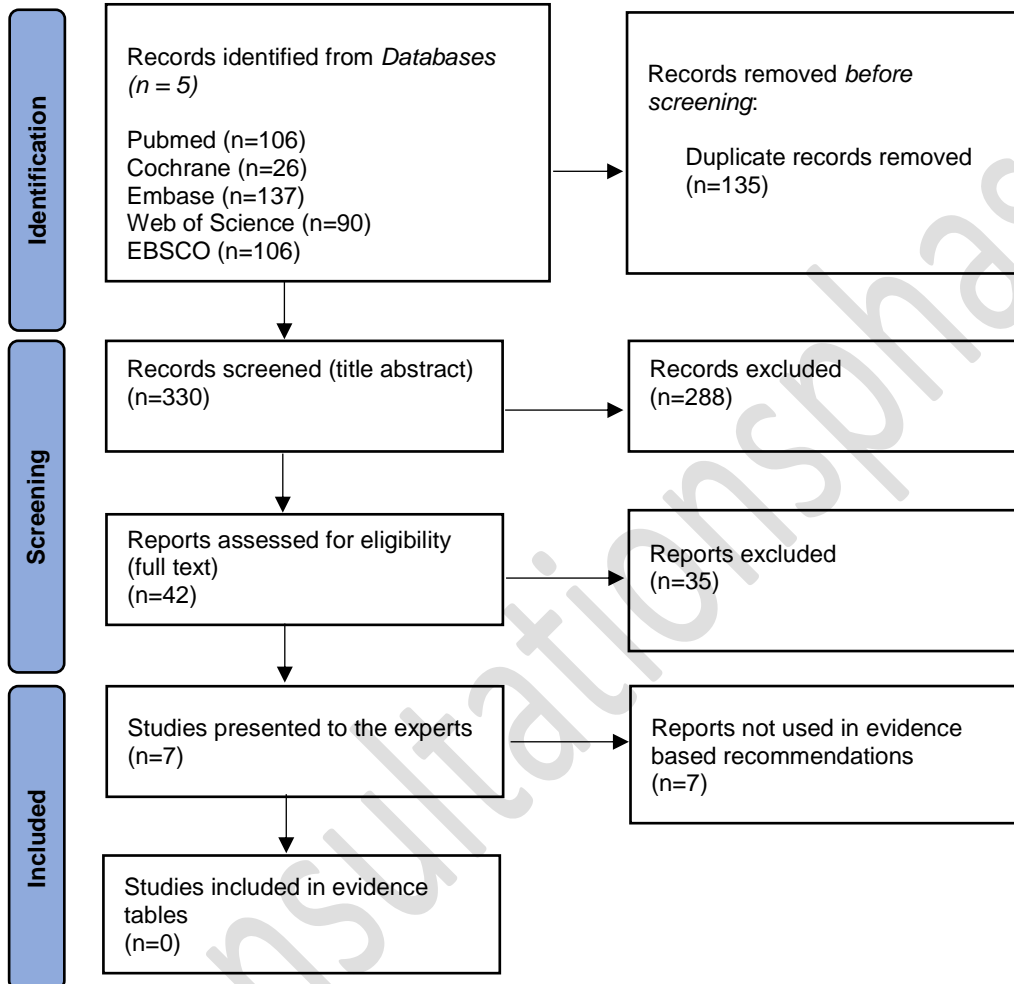 Identification
Records identified from Databases
(n = 5)
Pubmed (n=106)
Cochrane (n=26)
Embase (n=137)
Web of Science (n=90)
EBSCO (n=106)
Records removed before
screening:
Duplicate records removed
(n=135)
Screening
Records screened (title abstract)
(n=330)
Records excluded
(n=288)
Reports assessed for eligibility
(full text)
(n=42)
Reports excluded
(n=35)
Included
Studies presented to the experts
(n=7)
Reports not used in evidence
based recommendations
(n=7)
Studies included in evidence
tables
(n=0)
nsultationsphas